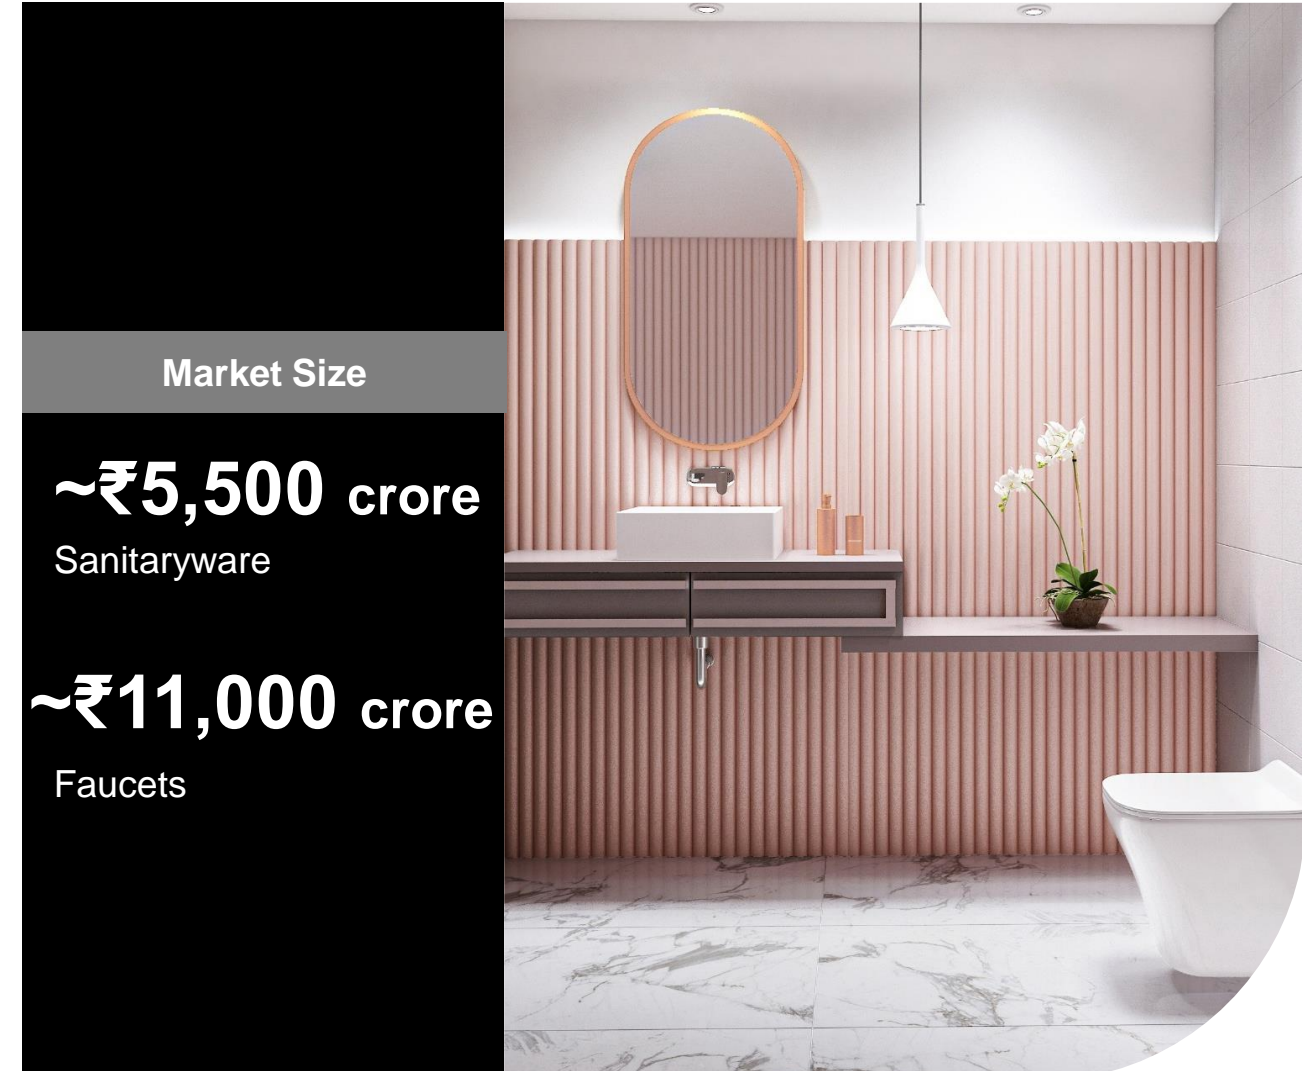 Market Size
~₹5,500 crore
Sanitaryware
~₹11,000 crore
Faucets